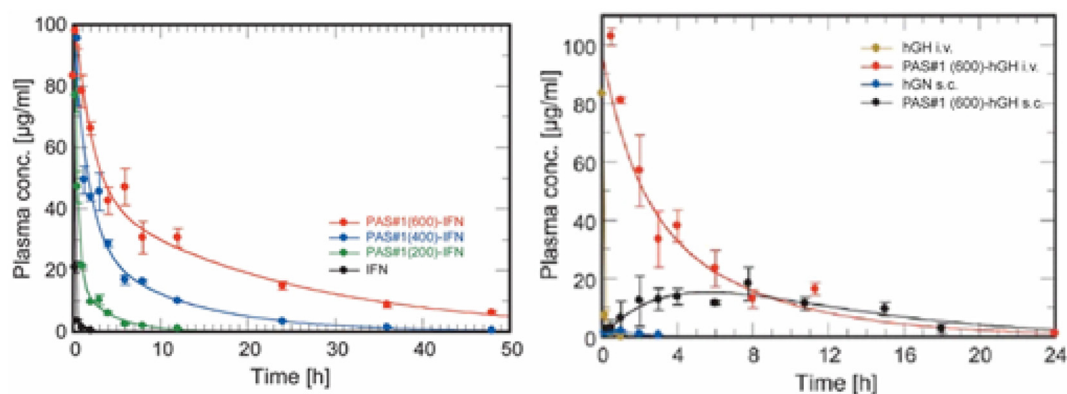 100
80
60
40
20
0
0 10 20 30 40 50
Plasma conc. [µg/ml]
Time [h]
PAS#1(600)-IFN
PAS#1(400)-IFN
PAS#1(200)-IFN
IFN
100
80
60
40
20
0
0 4 8 12 16 20 24
Plasma conc. [µg/ml]
Time [h]
hGH i.v.
PAS#1 (600)-hGH i.v.
hGN s.c.
PAS#1 (600)-hGH s.c.